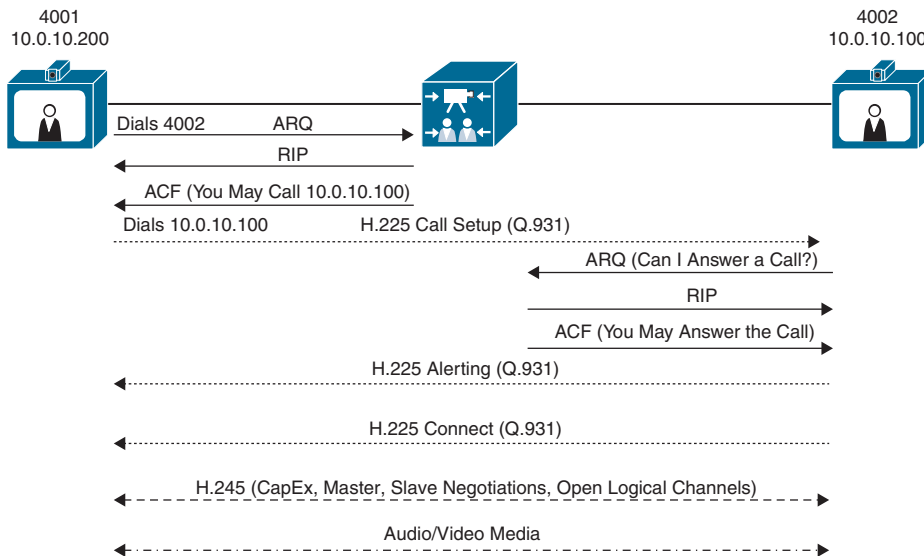 4001
10.0.10.200
4002
10.0.10.100
Dials 4002 ARQ
RIP
ACF (You May Call 10.0.10.100)
Dials 10.0.10.100 H.225 Call Setup (Q.931)
ARQ (Can I Answer a Call?)
RIP
ACF (You May Answer the Call)
H.225 Alerting (Q.931)
H.225 Connect (Q.931)
H.245 (CapEx, Master, Slave Negotiations, Open Logical Channels)
Audio/Video Media